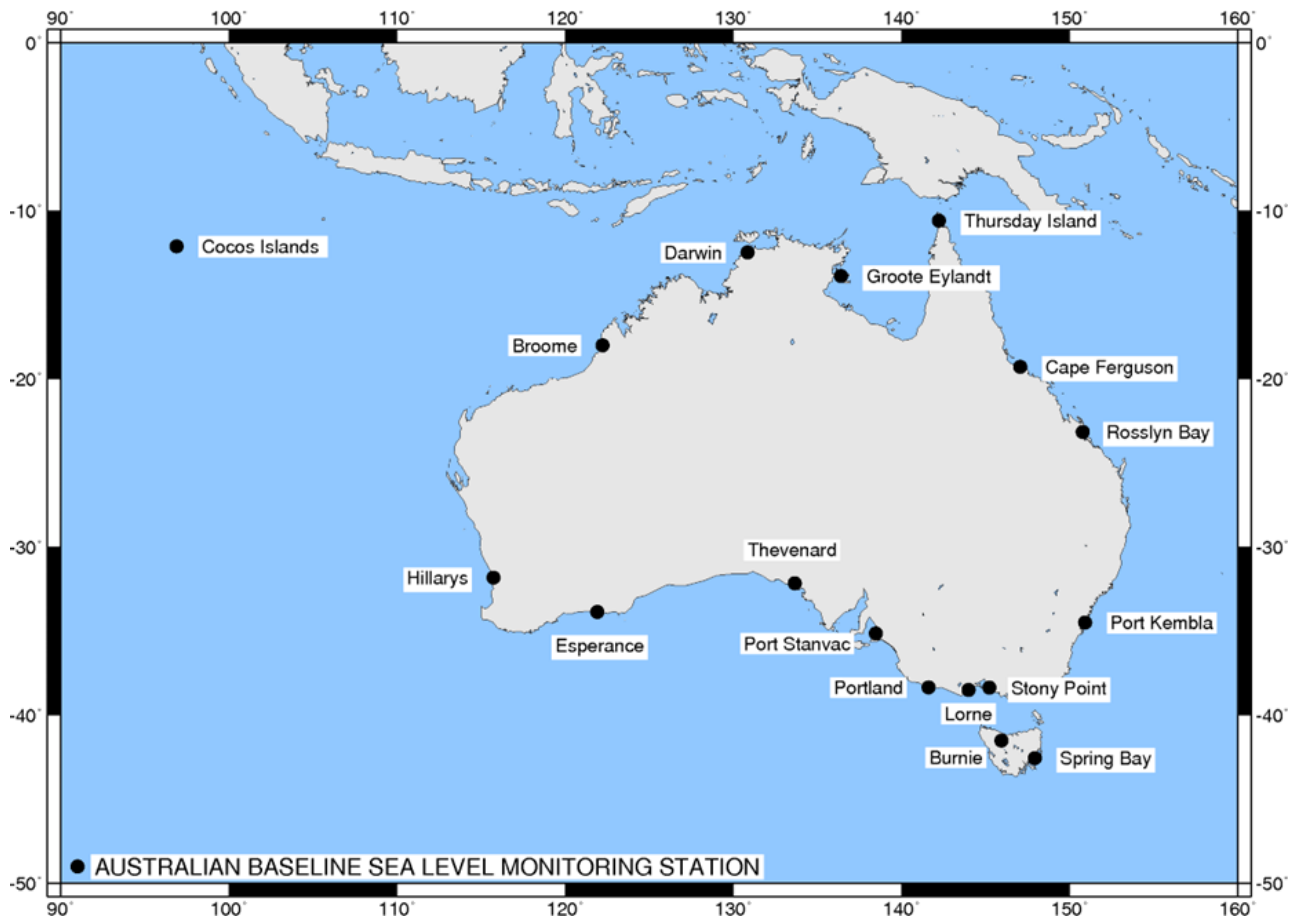 90° 100° 110° 120° 130° 140° 150° 160°
0° 0°
-10° -10°
Thursday Island
Cocos Islands
Darwin
Groote Eylandt
Broome
Cape Ferguson
-20° -20°
Rosslyn Bay
-30° -30°
Thevenard
Hillarys
Port Kembla
Esperance
Port Stanvac
Portland
Stony Point
Lorne
-40° -40°
Burnie
Spring Bay
AUSTRALIAN BASELINE SEA LEVEL MONITORING STATION
-50° -50°
90° 100° 110° 120° 130° 140° 150° 160°